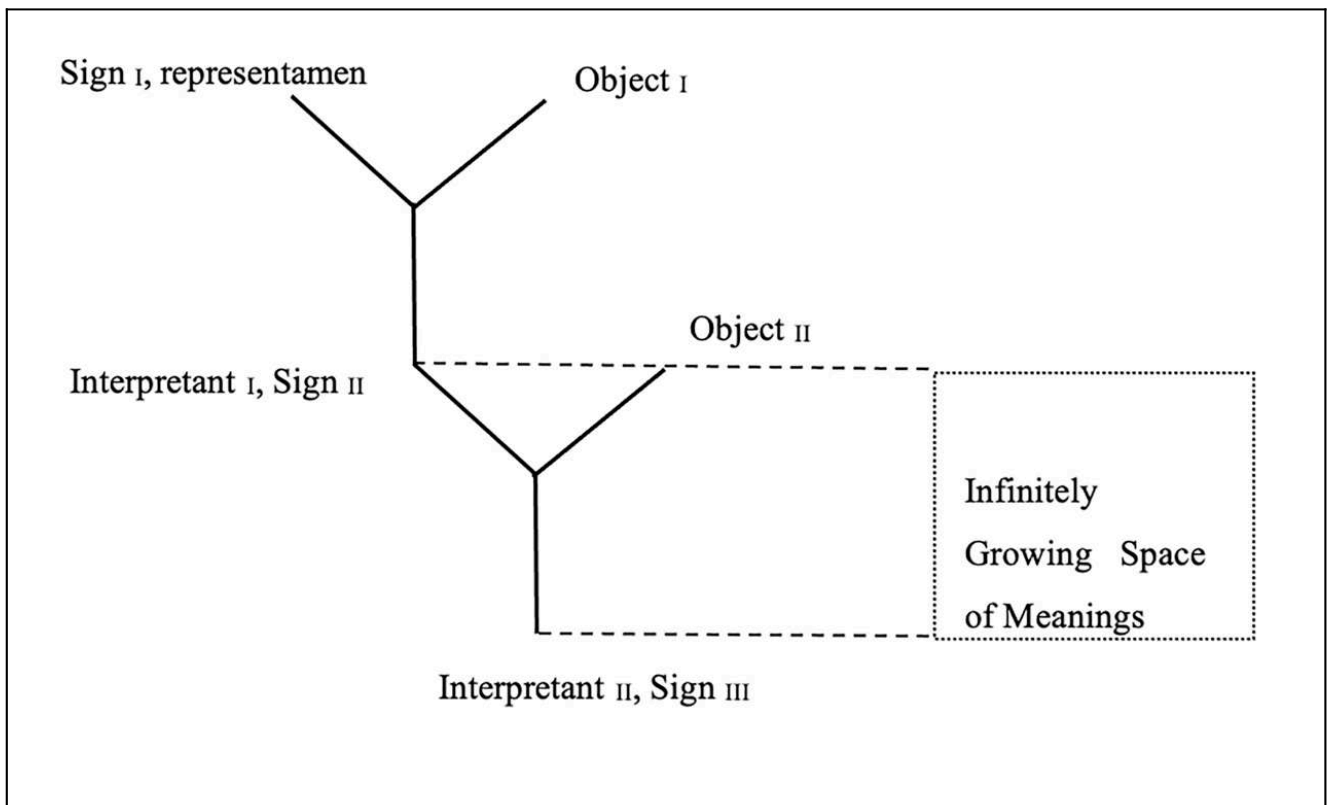 Sign I, representamen
Object I
Object II
Interpretant I, Sign II
Infinitely
Growing Space
of Meanings
Interpretant II, Sign III